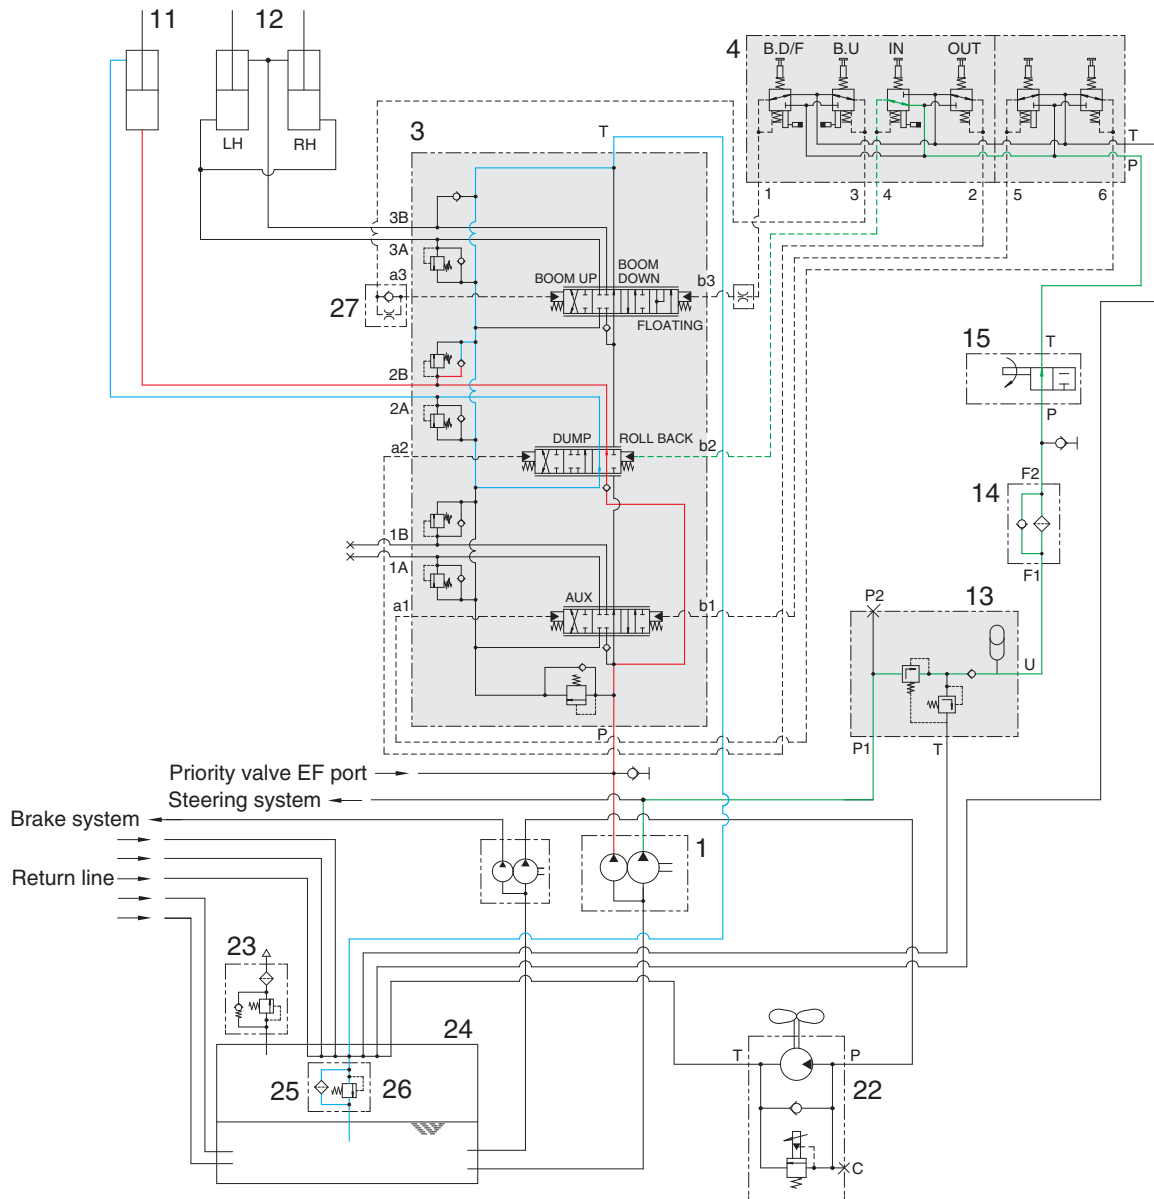 11
12
4
B.D/F
B.U
IN
OUT
LH
RH
3
T
T
P
1
3
4
2
5
6
3B
3A
a3
BOOM UP
BOOM
DOWN
b3
27
FLOATING
15
T
P
2B
2A
a2
DUMP
ROLL BACK
b2
F2
14
F1
1B
1A
a1
AUX
b1
P2
13
U
P1
T
P
Priority valve EF port
Steering system
Brake system
1
Return line
23
24
25
26
T
P
22
C